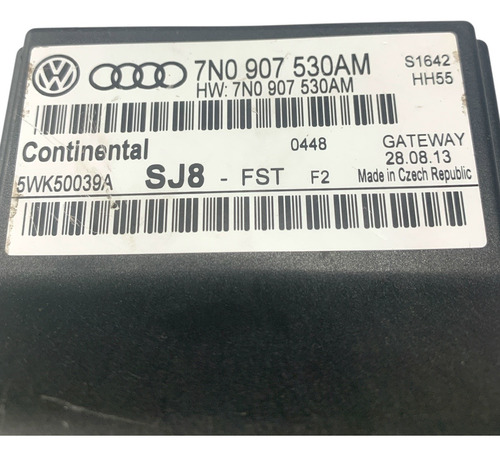 7N0 907 530AM S1642
HW: 7N0 907 530AM HH55
Continental 0448 GATEWAY
28.08.13
5WK50039A SJ8 - FST F2 Made in Czech Republic